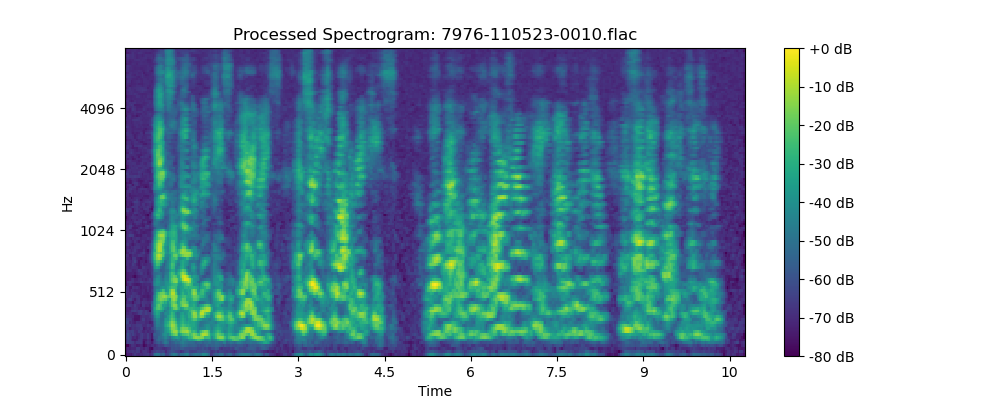 Processed Spectrogram: 7976-110523-0010.flac
Hz
4096
2048
1024
512
0
0 1.5 3 4.5 6 7.5 9 10
Time
+0 dB
-10 dB
-20 dB
-30 dB
-40 dB
-50 dB
-60 dB
-70 dB
-80 dB